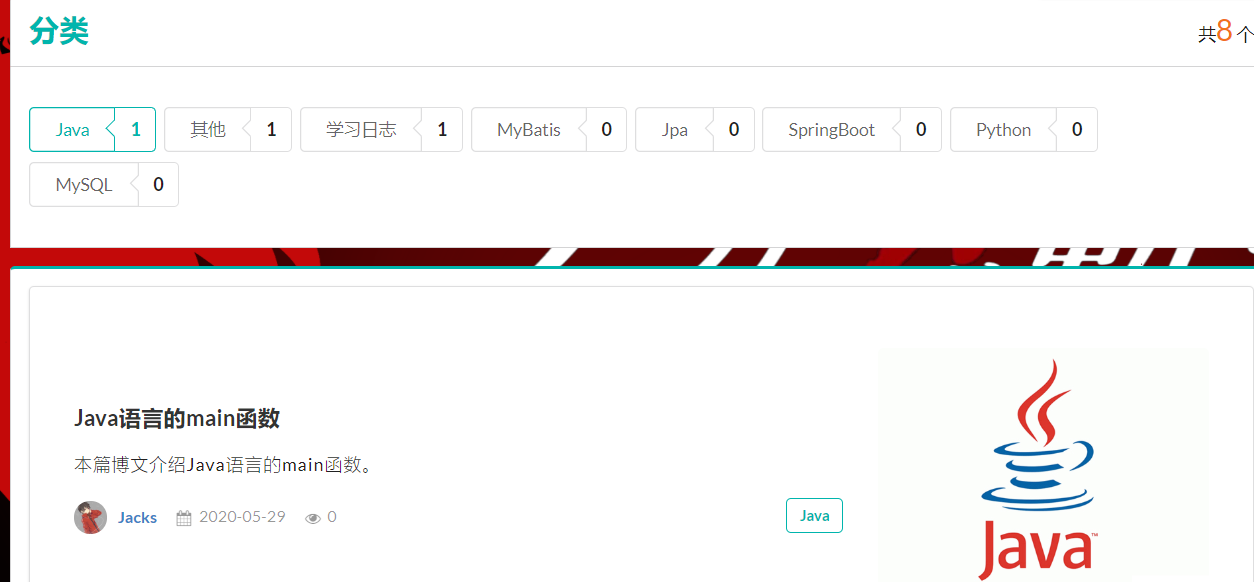 分类 共8 个
Java 1 其他 1 学习日志 1 MyBatis 0 Jpa 0 SpringBoot 0 Python 0
MySQL 0
Java语言的main函数
本篇博文介绍Java语言的main函数。
Jacks 2020-05-29 0 Java
Java™